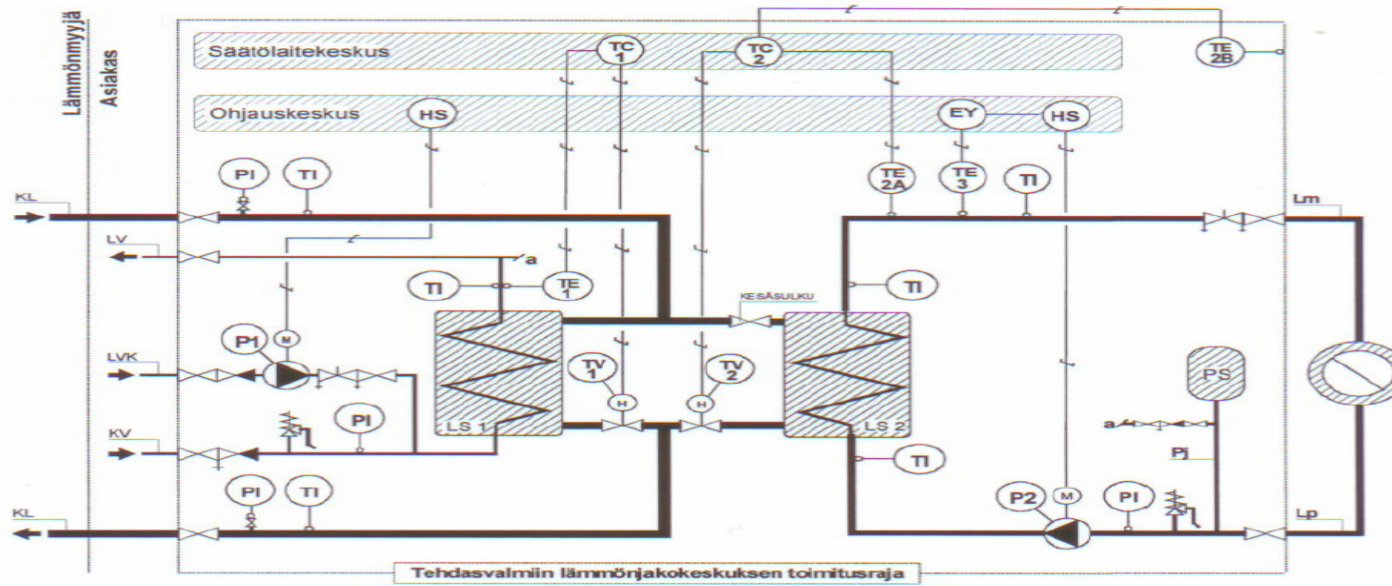 Lämmönmyyjä
Asiakas
Säätölaitekeskus
TC 1
TC 2
TE 2B
Ohjauskeskus
HS
EY
HS
PI
TI
TE 2A
TE 3
TI
KL
Lm
LV
a
TI
TE 1
TI
KESÄSULKU
P1
M
LVK
TV 1
TV 2
PS
H
H
PI
LS 1
LS 2
KV
a
TI
Pj
PI
TI
P2
M
PI
KL
Lp
Tehdasvalmiin lämmönjakokeskuksen toimitusraja